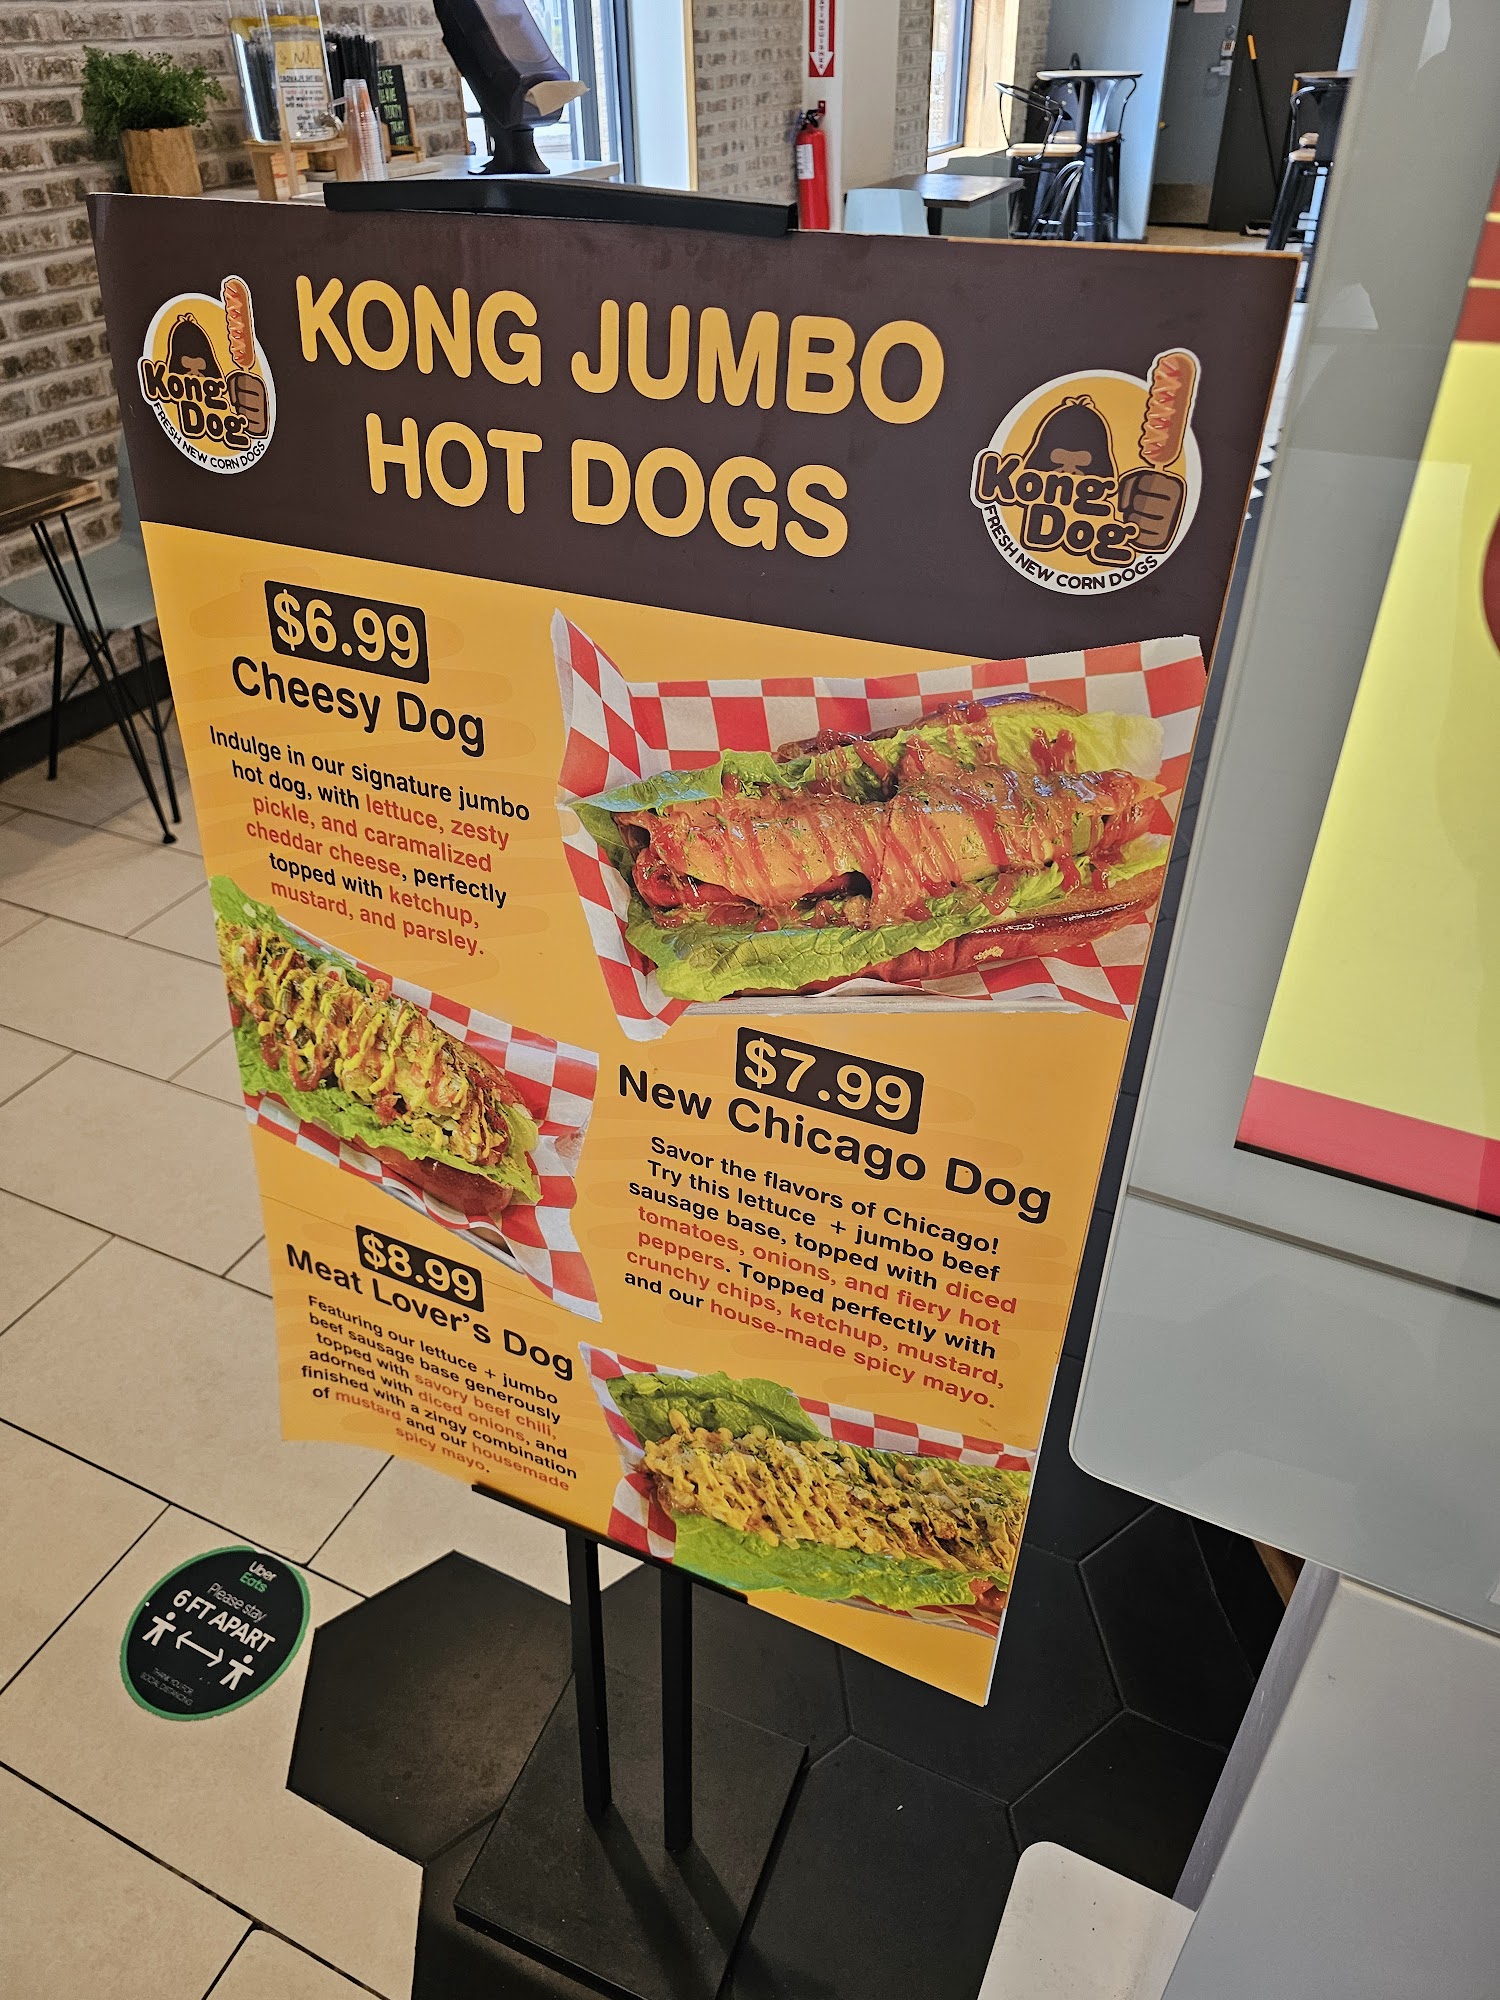 KONG JUMBO
HOT DOGS
Kong
Dog
FRESH NEW CORN DOGS
Kong
Dog
FRESH NEW CORN DOGS
$6.99
Cheesy Dog
Indulge in our signature jumbo
hot dog, with lettuce, zesty
pickle, and caramalized
cheddar cheese, perfectly
topped with ketchup,
mustard, and parsley.
$7.99
New Chicago Dog
Savor the flavors of Chicago!
Try this lettuce + jumbo beef
sausage base, topped with diced
tomatoes, onions, and fiery hot
peppers. Topped perfectly with
crunchy chips, ketchup, mustard,
and our house-made spicy mayo.
$8.99
Meat Lover's Dog
Featuring our lettuce + jumbo
beef sausage base generously
topped with savory beef chili,
adorned with diced onions, and
finished with a zingy combination
of mustard and our housemade
spicy mayo.
Uber
Eats
Please stay
6 FT APART
THANK YOU FOR
SOCIAL DISTANCING